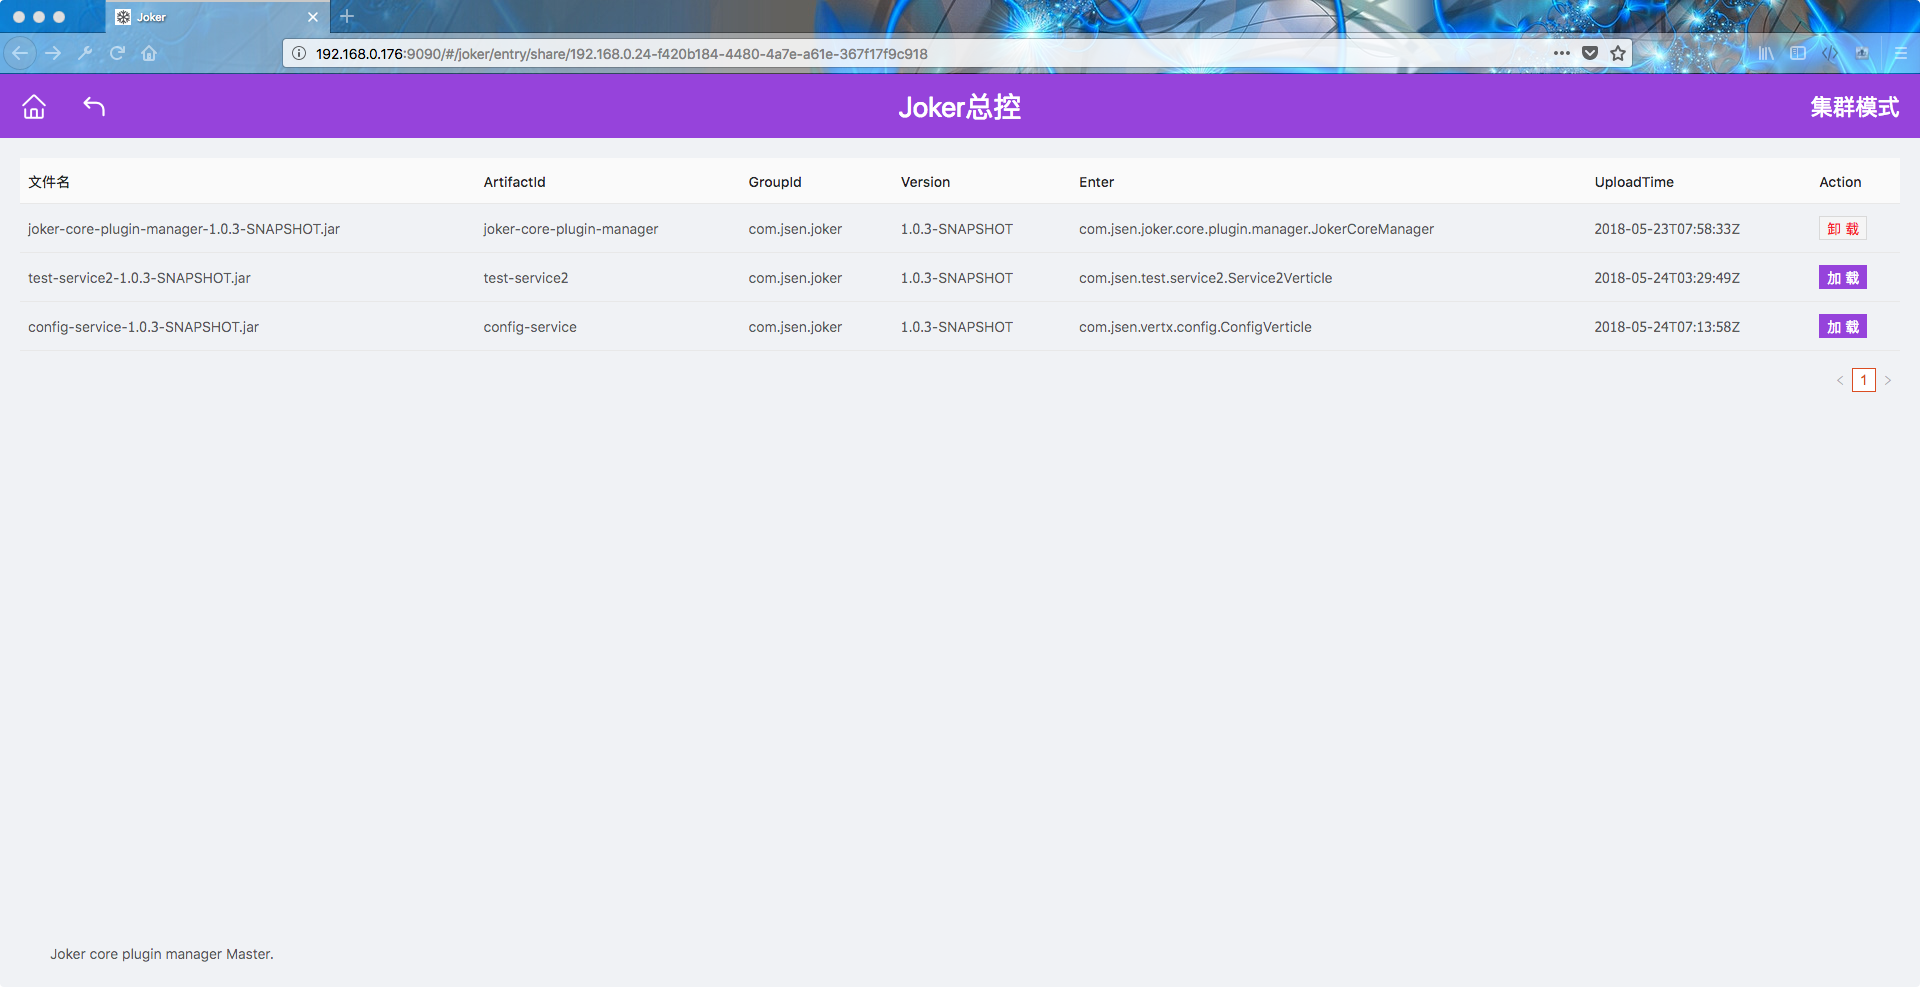 Joker
192.168.0.176:9090/#/joker/entry/share/192.168.0.24-f420b184-4480-4a7e-a61e-367f17f9c918
Joker总控
集群模式
文件名 ArtifactId GroupId Version Enter UploadTime Action
joker-core-plugin-manager-1.0.3-SNAPSHOT.jar joker-core-plugin-manager com.jsen.joker 1.0.3-SNAPSHOT com.jsen.joker.core.plugin.manager.JokerCoreManager 2018-05-23T07:58:33Z 卸 载
test-service2-1.0.3-SNAPSHOT.jar test-service2 com.jsen.joker 1.0.3-SNAPSHOT com.jsen.test.service2.Service2Verticle 2018-05-24T03:29:49Z 加 载
config-service-1.0.3-SNAPSHOT.jar config-service com.jsen.joker 1.0.3-SNAPSHOT com.jsen.vertx.config.ConfigVerticle 2018-05-24T07:13:58Z 加 载
< 1 >
Joker core plugin manager Master.